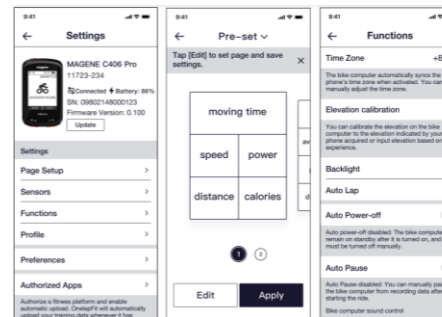 9:41
Settings
MAGENE C406 Pro
11723-234
Connected Battery: 86%
SN: 09802148000123
Firmware Version: 0.100
Update
Settings
Page Setup
Sensors
Functions
Profile
Preferences
Authorized Apps
Authorize a fitness platform and enable
automatic upload. OnelapFit will automatically
upload your training data whenever it has
9:41
Pre-set
Tap [Edit] to set page and save
settings.
moving time
speed power
distance calories
1 2
Edit Apply
9:41
Functions
Time Zone +8
The bike computer automatically syncs the
phone's time zone when activated. You can
manually adjust the time zone.
Elevation calibration
You can calibrate the elevation on the bike
computer to the elevation indicated by your
phone acquired or input elevation based on
experience.
Backlight
Auto Lap
Auto Power-off
Auto power-off disabled: The bike computer
remain on standby after it is turned on, and
must be turned off manually.
Auto Pause
Auto Pause disabled: You can manually pause
the bike computer from recording data after
starting the ride.
Bike computer sound control